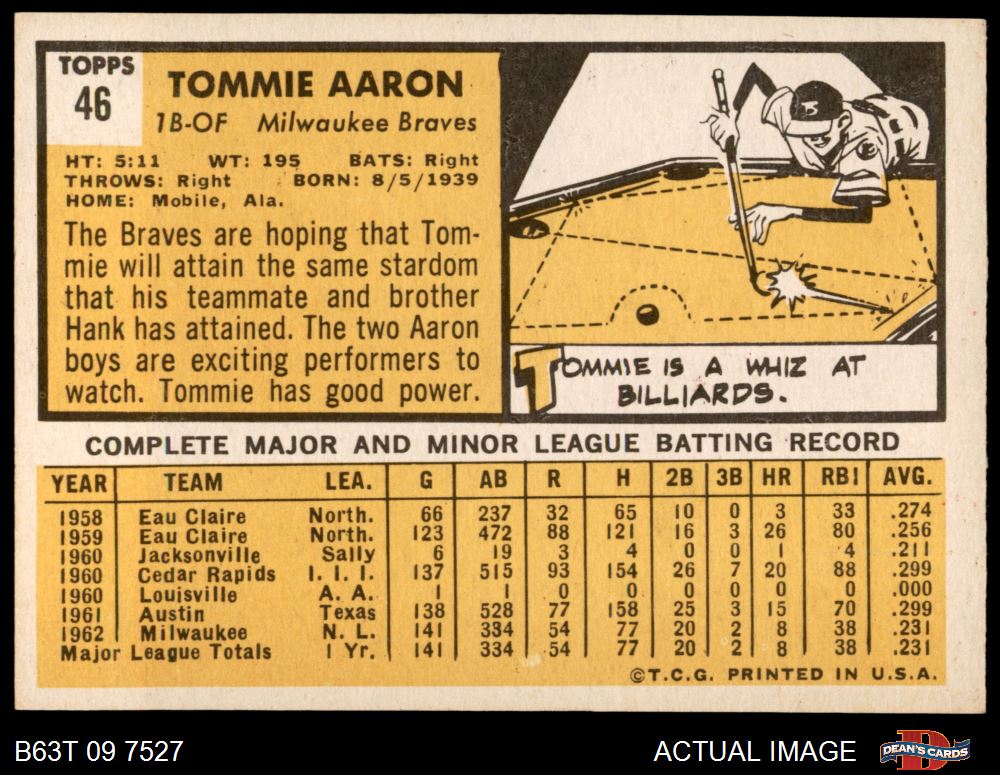 TOPPS
46
TOMMIE AARON
1B-OF Milwaukee Braves
HT: 5:11 WT: 195 BATS: Right
THROWS: Right BORN: 8/5/1939
HOME: Mobile, Ala.
The Braves are hoping that Tom-
mie will attain the same stardom
that his teammate and brother
Hank has attained. The two Aaron
boys are exciting performers to
watch. Tommie has good power.
B
TOMMIE IS A WHIZ AT
BILLIARDS.
COMPLETE MAJOR AND MINOR LEAGUE BATTING RECORD
YEAR TEAM LEA. G AB R H 2B 3B HR RBI AVG.
1958 Eau Claire North. 66 237 32 65 10 0 3 33 .274
1959 Eau Claire North. 123 472 88 121 16 3 26 80 .256
1960 Jacksonville Sally 6 19 3 4 0 0 1 4 .211
1960 Cedar Rapids I. I. I. 137 515 93 154 26 7 20 88 .299
1960 Louisville A. A. 1 1 0 0 0 0 0 0 .000
1961 Austin Texas 138 528 77 158 25 3 15 70 .299
1962 Milwaukee N. L. 141 334 54 77 20 2 8 38 .231
Major League Totals 1 Yr. 141 334 54 77 20 2 8 38 .231
©T.C.G. PRINTED IN U.S.A.
B63T 09 7527 ACTUAL IMAGE
D
DEAN'S CARDS